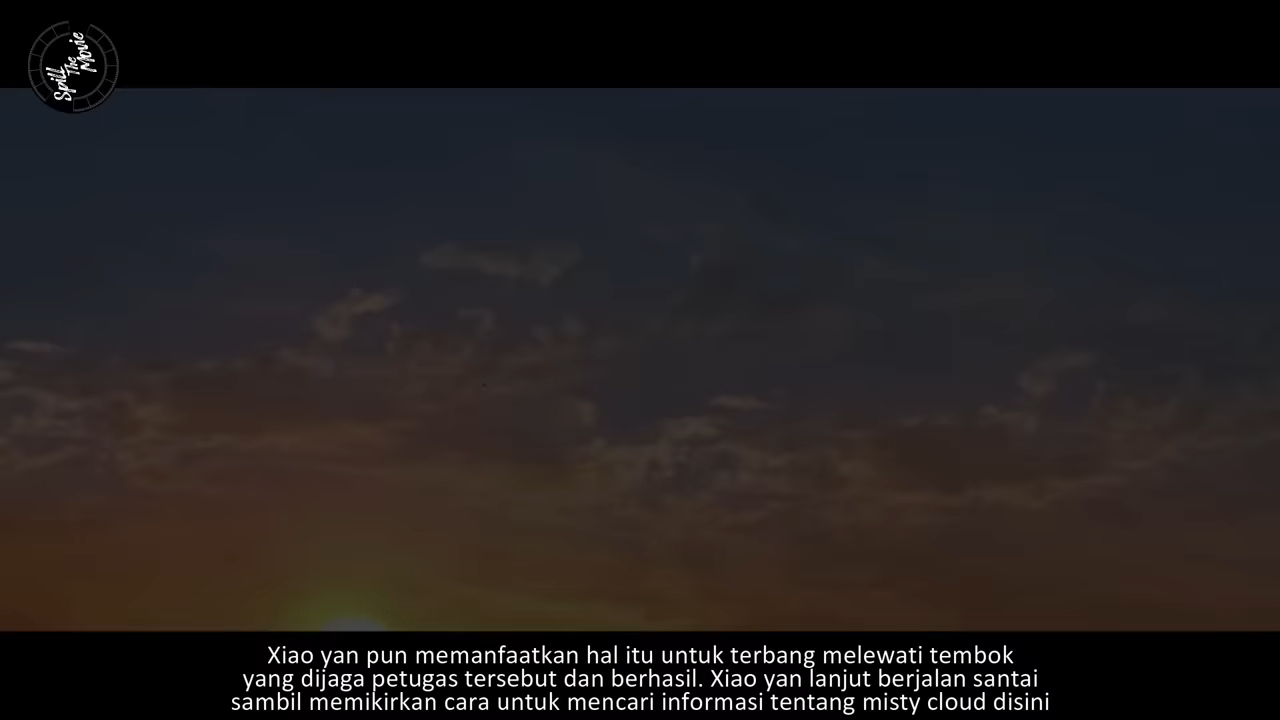 Spill
The
Movie
Xiao yan pun memanfaatkan hal itu untuk terbang melewati tembok
yang dijaga petugas tersebut dan berhasil. Xiao yan lanjut berjalan santai
sambil memikirkan cara untuk mencari informasi tentang misty cloud disini